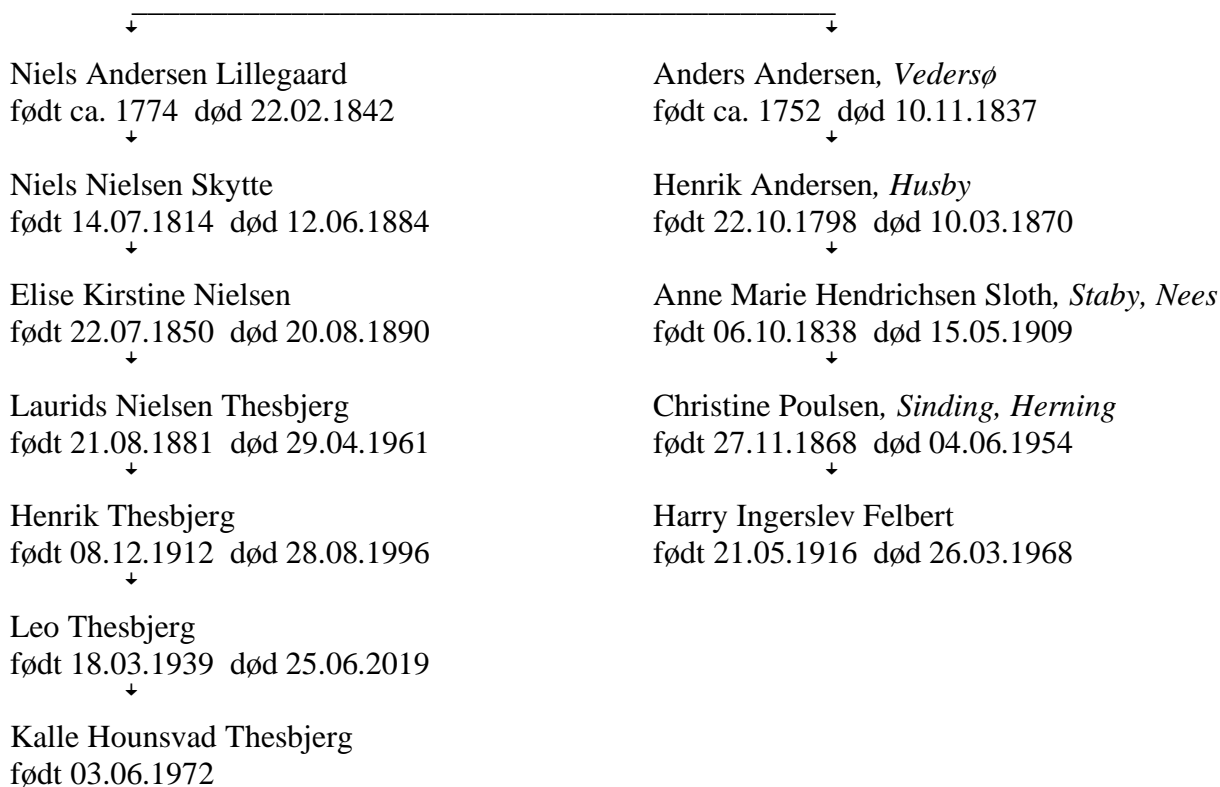 Niels Andersen Lillegaard
født ca. 1774 død 22.02.1842
Niels Nielsen Skytte
født 14.07.1814 død 12.06.1884
Elise Kirstine Nielsen
født 22.07.1850 død 20.08.1890
Laurids Nielsen Thesbjerg
født 21.08.1881 død 29.04.1961
Henrik Thesbjerg
født 08.12.1912 død 28.08.1996
Leo Thesbjerg
født 18.03.1939 død 25.06.2019
Kalle Hounsvad Thesbjerg
født 03.06.1972
Anders Andersen, Vedersø
født ca. 1752 død 10.11.1837
Henrik Andersen, Husby
født 22.10.1798 død 10.03.1870
Anne Marie Hendrichsen Sloth, Staby, Nees
født 06.10.1838 død 15.05.1909
Christine Poulsen, Sinding, Herning
født 27.11.1868 død 04.06.1954
Harry Ingerslev Felbert
født 21.05.1916 død 26.03.1968